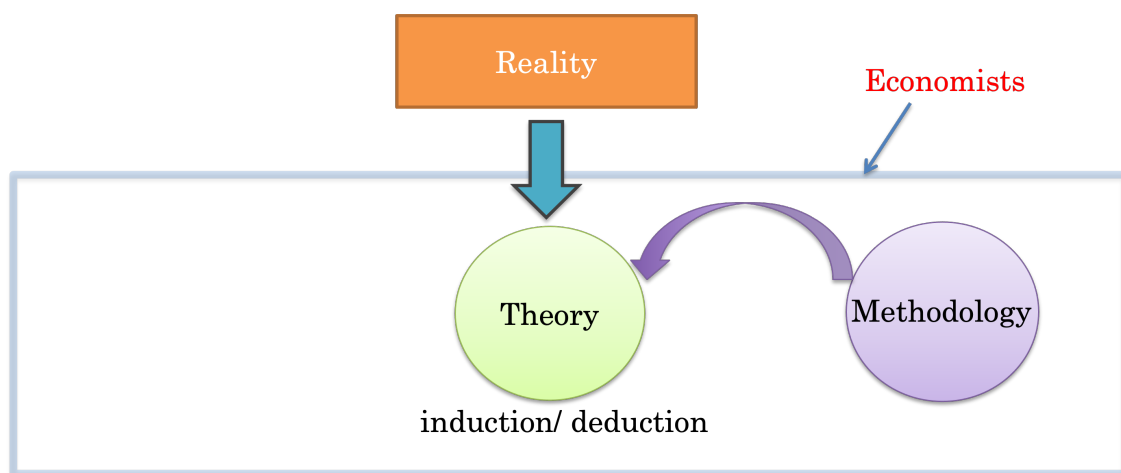 Reality
Economists
Theory
Methodology
induction/ deduction